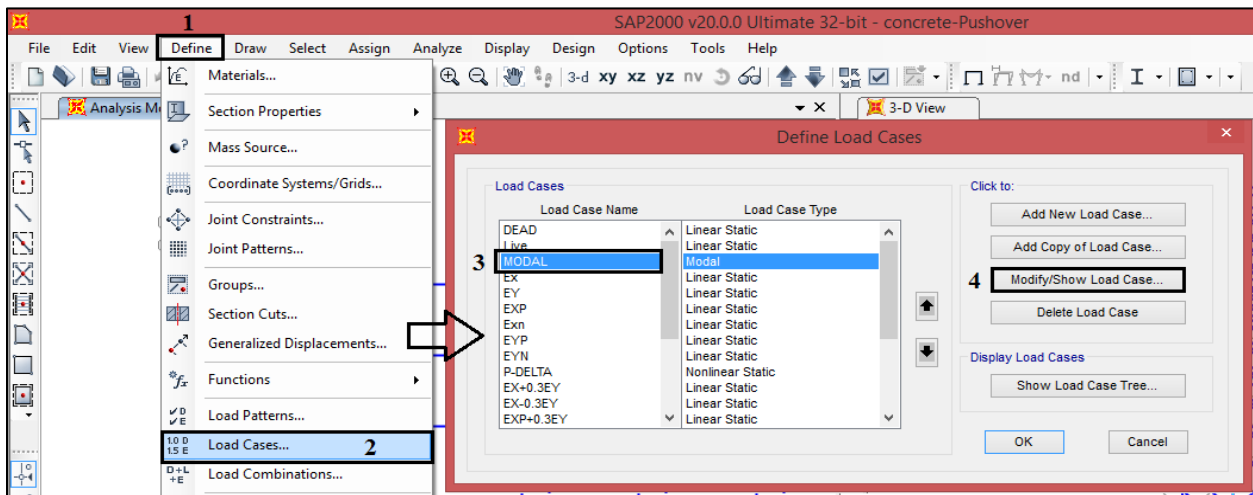 1
SAP2000 v20.0.0 Ultimate 32-bit - concrete-Pushover
File Edit View Define Draw Select Assign Analyze Display Design Options Tools Help
3-d xy xz yz nv nd
Analysis
3-D View
Materials...
Section Properties
Mass Source...
Coordinate Systems/Grids...
Joint Constraints...
Joint Patterns...
Groups...
Section Cuts...
Generalized Displacements...
Functions
Load Patterns...
Load Cases... 2
Load Combinations...
Define Load Cases
Load Cases
Load Case Name Load Case Type
DEAD Linear Static
Live Linear Static
3 MODAL Modal
Ex Linear Static
EY Linear Static
EXP Linear Static
Exn Linear Static
EYP Linear Static
EYN Linear Static
P-DELTA Nonlinear Static
EX+0.3EY Linear Static
EX-0.3EY Linear Static
EXP+0.3EY Linear Static
Click to:
Add New Load Case...
Add Copy of Load Case...
4 Modify/Show Load Case...
Delete Load Case
Display Load Cases
Show Load Case Tree...
OK Cancel